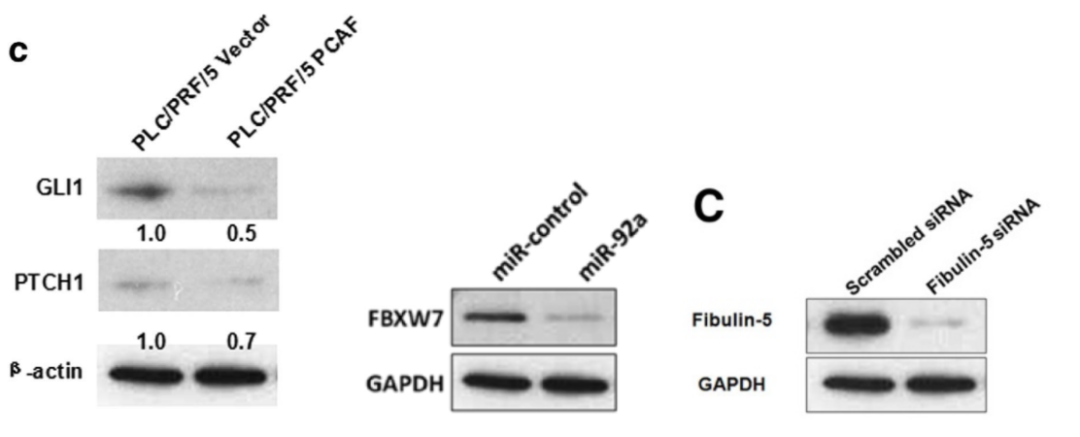 c
PLC/PRF/5 Vector
PLC/PRF/5 PCAF
GLI1
1.0 0.5
PTCH1
1.0 0.7
β-actin
miR-control
miR-92a
FBXW7
GAPDH
C
Scrambled siRNA
Fibulin-5 siRNA
Fibulin-5
GAPDH